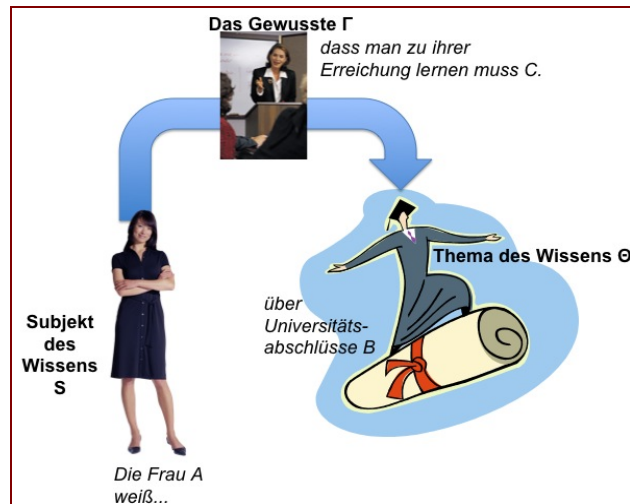 Das Gewusste Γ
dass man zu ihrer
Erreichung lernen muss C.
Thema des Wissens Θ
über
Universitäts-
abschlüsse B
Subjekt
des
Wissens
S
Die Frau A
weiß...